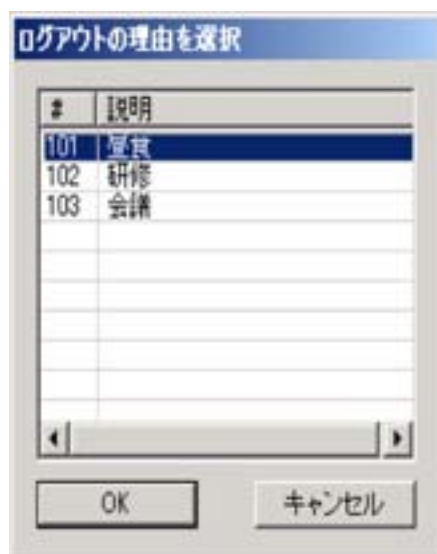 ログアウトの理由を選択
# 説明
101 昼食
102 研修
103 会議
OK キャンセル